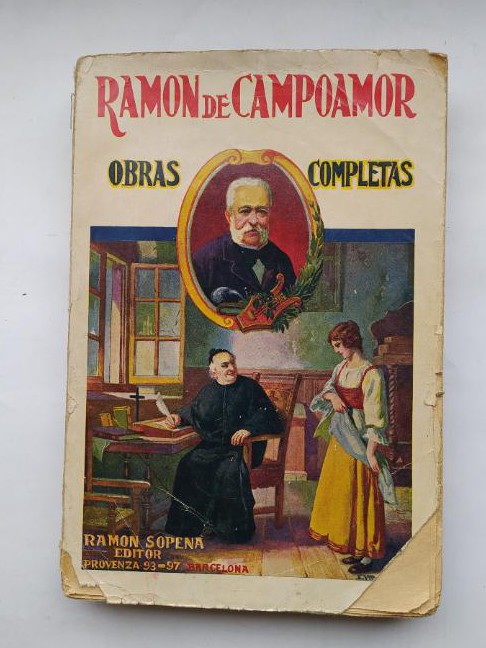 RAMON DE CAMPOAMOR
OBRAS COMPLETAS
RAMON SOPENA
EDITOR
PROVENZA 93=97 BARCELONA